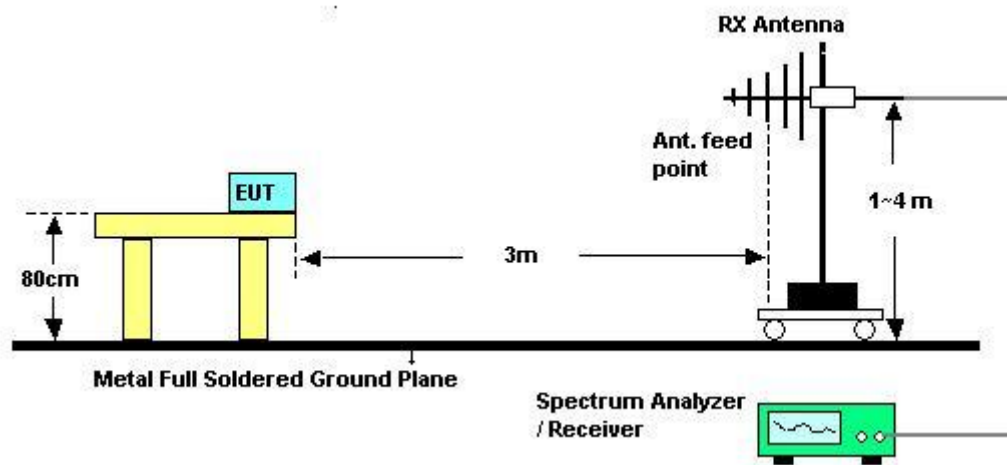 RX Antenna
Ant. feed
point
EUT
1~4 m
3m
80cm
Metal Full Soldered Ground Plane
Spectrum Analyzer
/ Receiver